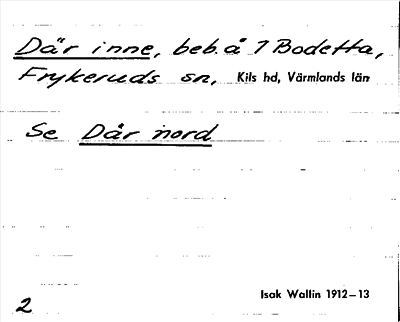 Där inne, beb. å 1 Bodetta,
Frykeruds sn, Kils hd, Värmlands län
Se Där nord
Isak Wallin 1912–13
2